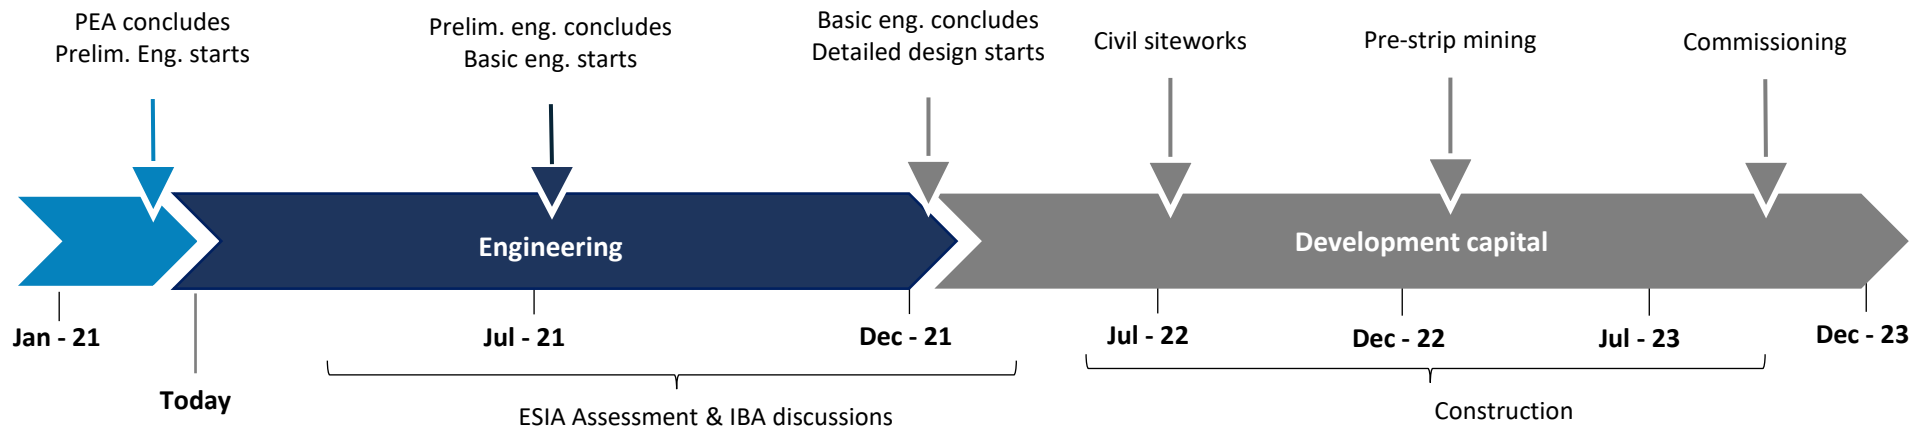 PEA concludes
Prelim. Eng. starts
Prelim. eng. concludes
Basic eng. starts
Basic eng. concludes
Detailed design starts
Civil siteworks
Pre-strip mining
Commissioning
Engineering
Development capital
Jan - 21
Jul - 21
Dec - 21
Jul - 22
Dec - 22
Jul - 23
Dec - 23
Today
ESIA Assessment & IBA discussions
Construction